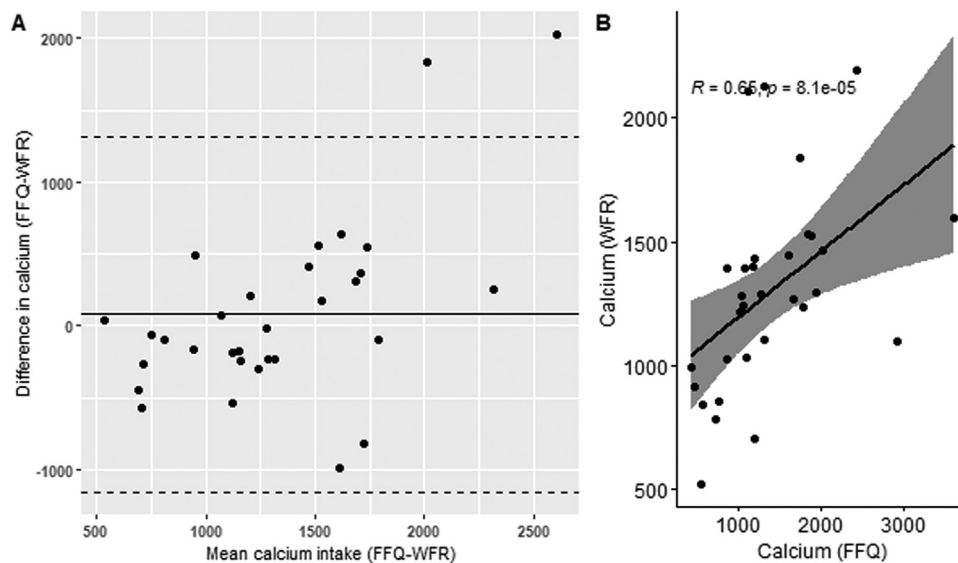 A
Difference in calcium (FFQ-WFR)
2000
1000
0
-1000
500 1000 1500 2000 2500
Mean calcium intake (FFQ-WFR)
B
R = 0.65, p = 8.1e-05
Calcium (WFR)
2000
1500
1000
500
1000 2000 3000
Calcium (FFQ)